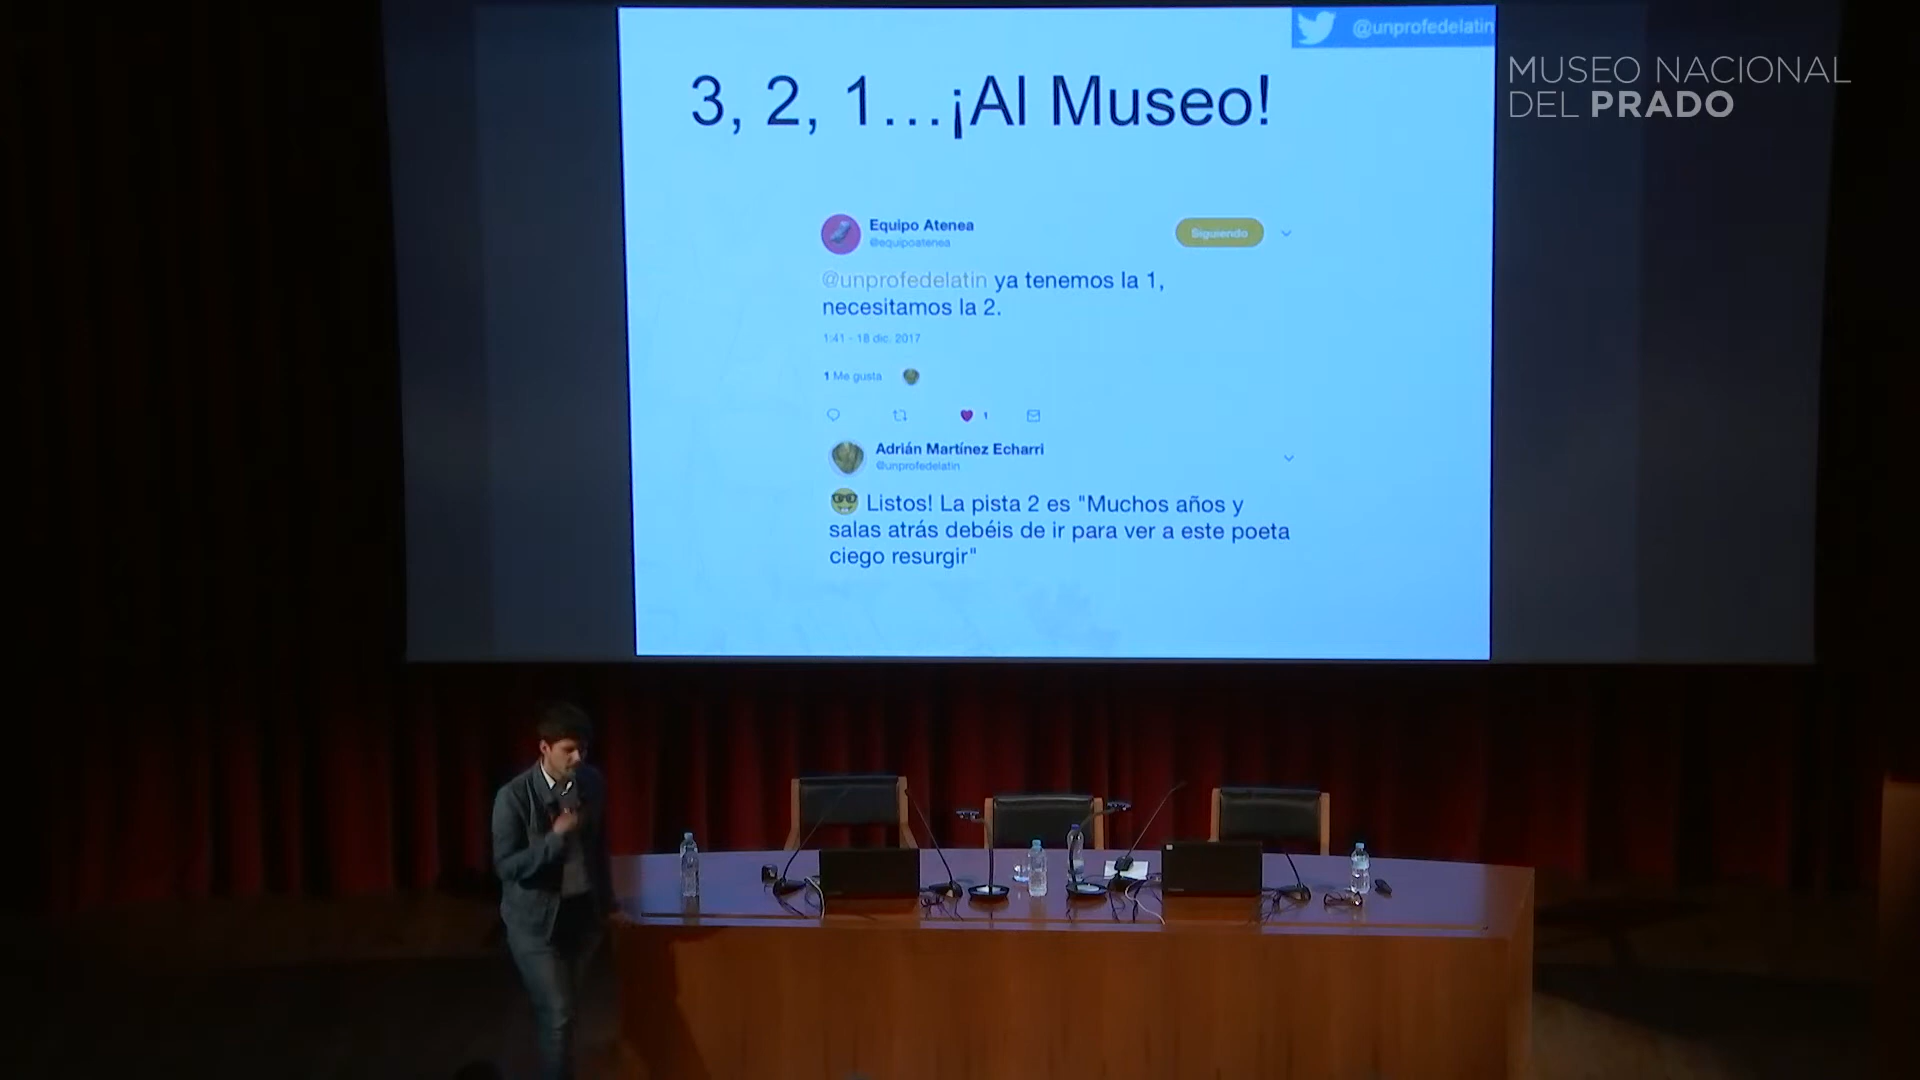 @unprofedelatin
MUSEO NACIONAL
DEL PRADO
3, 2, 1...¡Al Museo!
Equipo Atenea
@equipoatenea
Siguiendo
@unprofedelatin ya tenemos la 1,
necesitamos la 2.
1:41 - 18 dic. 2017
1 Me gusta
1
Adrián Martínez Echarri
@unprofedelatin
Listos! La pista 2 es "Muchos años y
salas atrás debéis de ir para ver a este poeta
ciego resurgir"